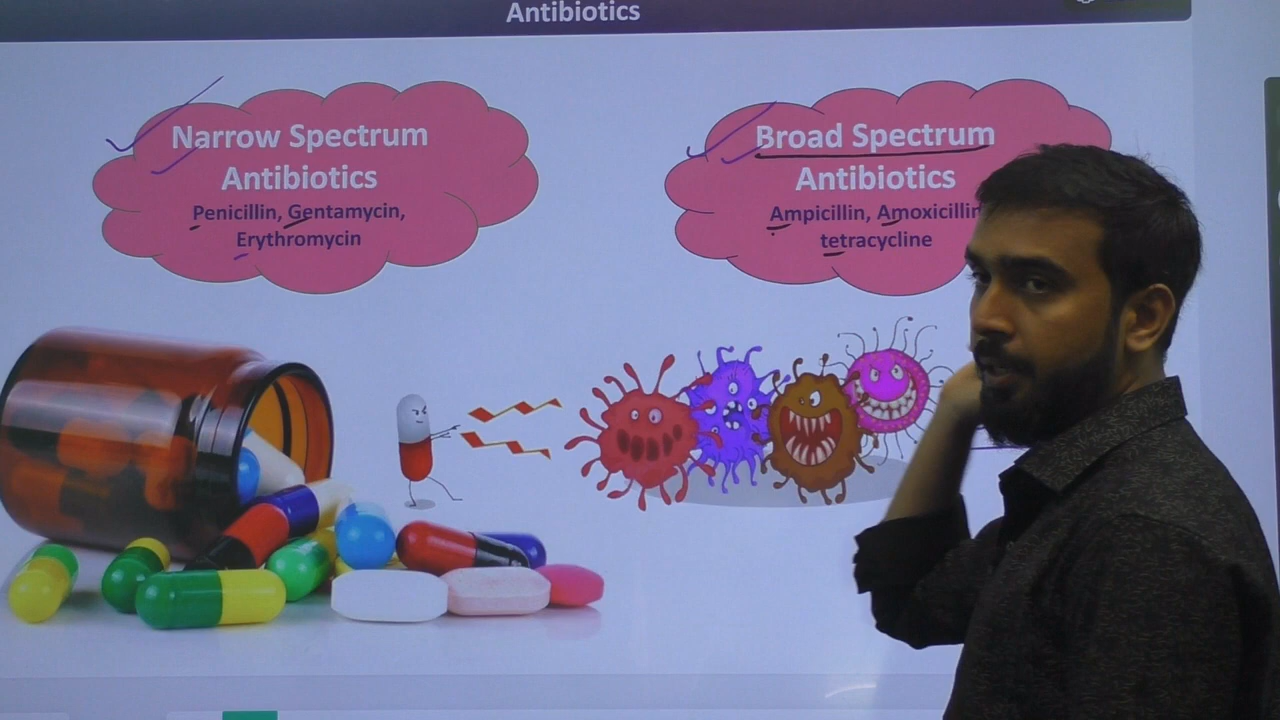 Antibiotics
Narrow Spectrum
Antibiotics
Penicillin, Gentamycin,
Erythromycin
Broad Spectrum
Antibiotics
Ampicillin, Amoxicillin
tetracycline